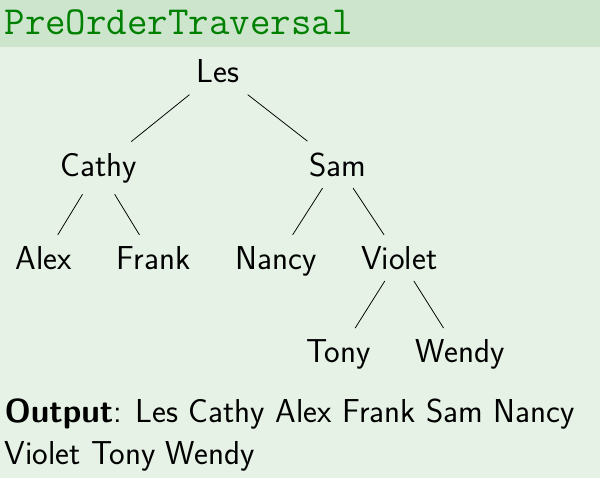 PreOrderTraversal
Les
Cathy Sam
Alex Frank Nancy Violet
Tony Wendy
Output: Les Cathy Alex Frank Sam Nancy
Violet Tony Wendy